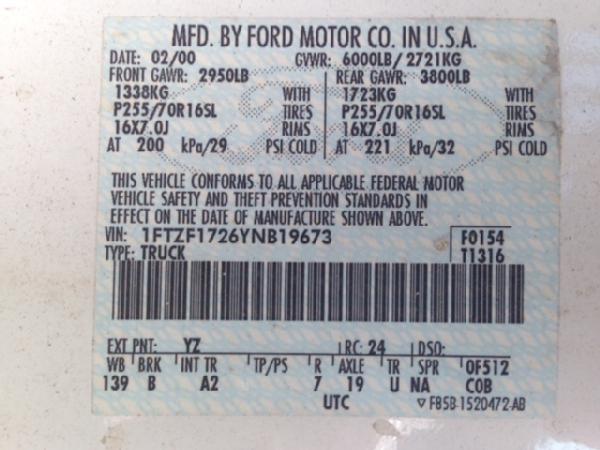 MFD. BY FORD MOTOR CO. IN U.S.A.
DATE: 02/00 GVWR: 6000LB/ 2721KG
FRONT GAWR: 2950LB REAR GAWR: 3800LB
1338KG WITH 1723KG WITH
P255/70R16SL TIRES P255/70R16SL TIRES
16X7.0J RIMS 16X7.0J RIMS
AT 200 kPa/29 PSI COLD AT 221 kPa/32 PSI COLD
THIS VEHICLE CONFORMS TO ALL APPLICABLE FEDERAL MOTOR
VEHICLE SAFETY AND THEFT PREVENTION STANDARDS IN
EFFECT ON THE DATE OF MANUFACTURE SHOWN ABOVE.
VIN: 1FTZF1726YNB19673 F0154
TYPE: TRUCK T1316
EXT PNT: YZ RC: 24 DSO:
WB BRK INT TR TP/PS R AXLE TR SPR 0F512
139 B A2 7 19 U NA COB
UTC ▽ FB5B-1520472-AB